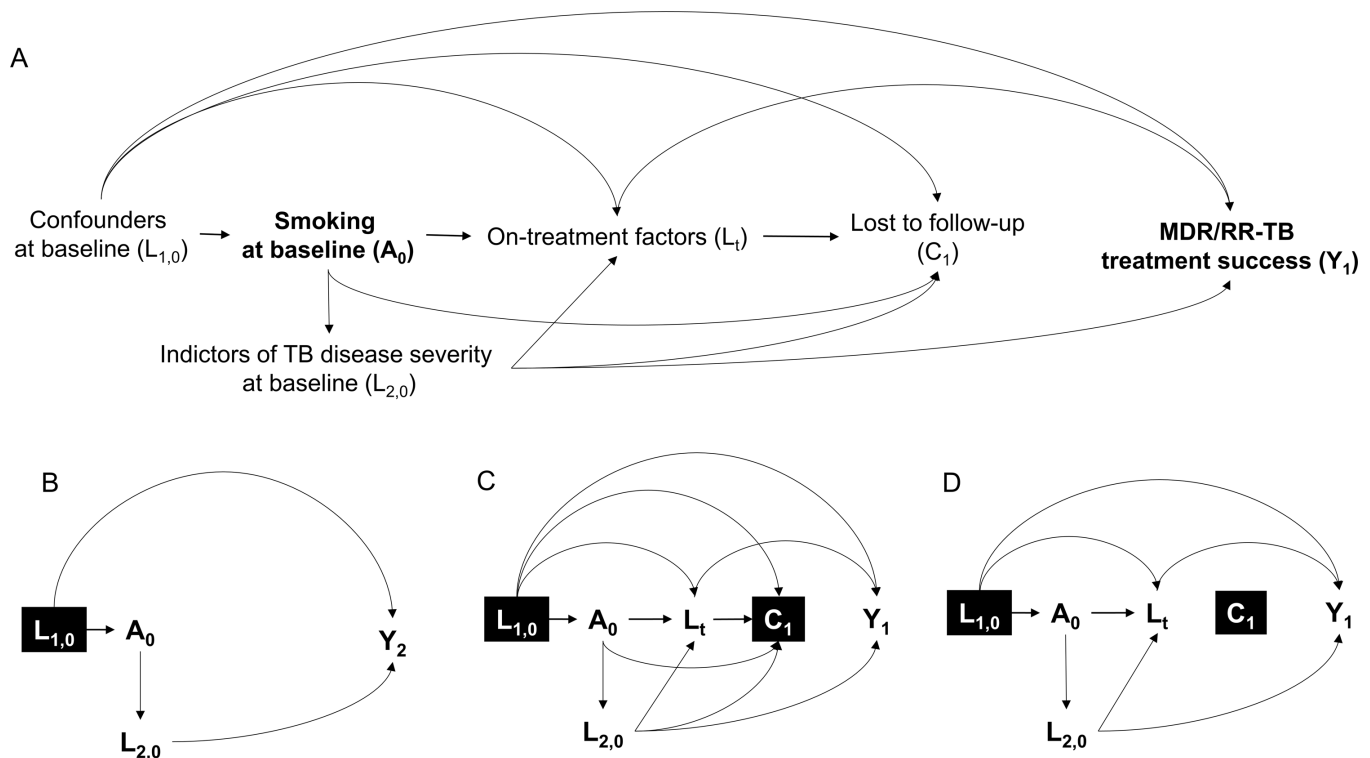 A
Confounders
at baseline (L1,0)
Smoking
at baseline (A0)
On-treatment factors (Lt)
Lost to follow-up
(C1)
MDR/RR-TB
treatment success (Y1)
Indictors of TB disease severity
at baseline (L2,0)
B
L1,0
A0
Y2
L2,0
C
L1,0
A0
Lt
C1
Y1
L2,0
D
L1,0
A0
Lt
C1
Y1
L2,0